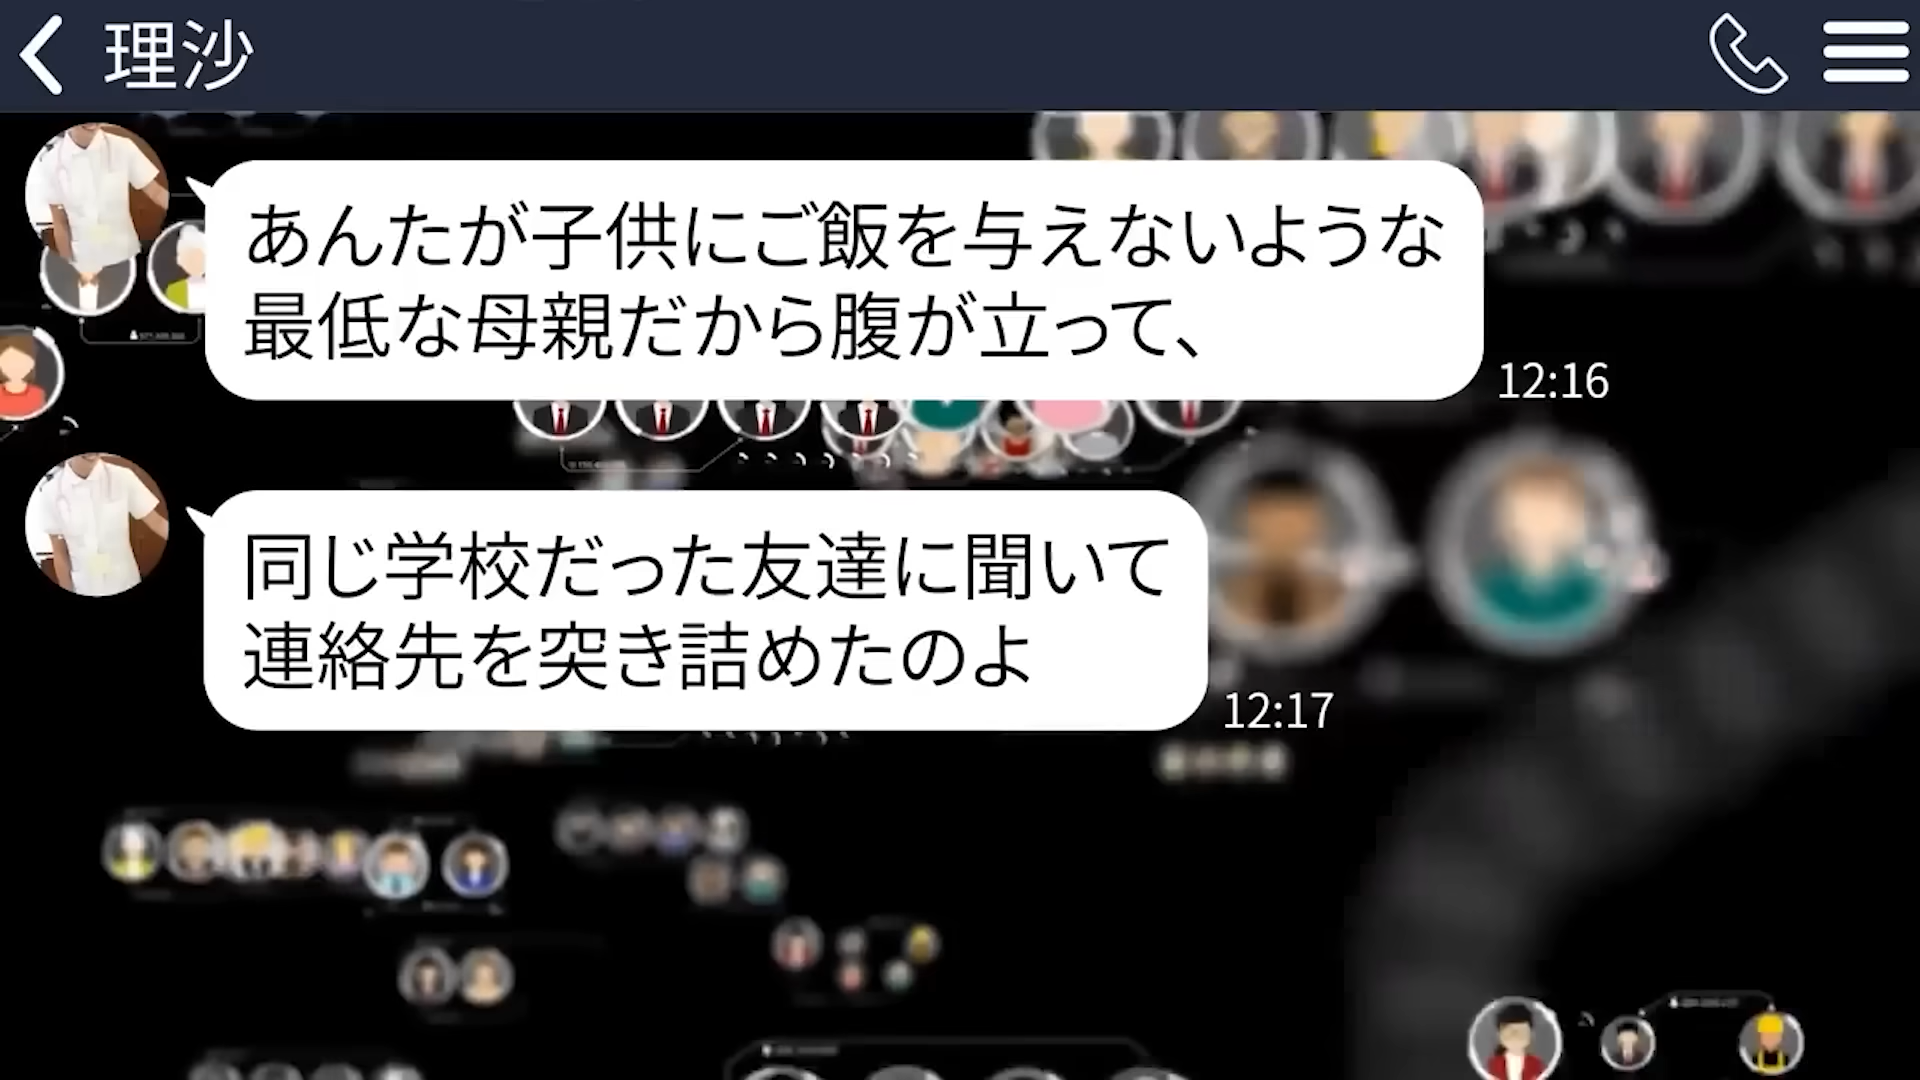 理沙
あんたが子供にご飯を与えないような
最低な母親だから腹が立って、
12:16
同じ学校だった友達に聞いて
連絡先を突き詰めたのよ
12:17